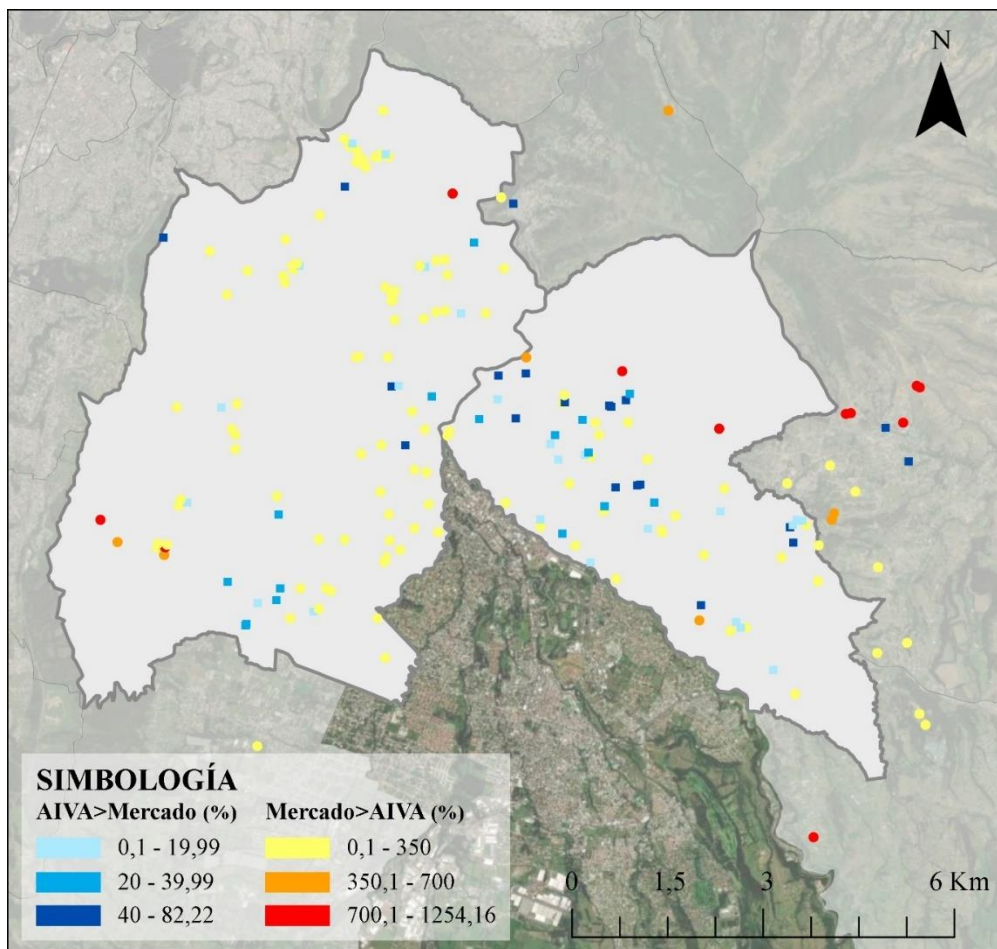 N
SIMBOLOGÍA
AIVA>Mercado (%) Mercado>AIVA (%)
0,1 - 19,99 0,1 - 350
20 - 39,99 350,1 - 700
40 - 82,22 700,1 - 1254,16
0 1,5 3 6 Km